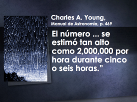 Charles A. Young,
Manual de Astronomía, p. 469
El número ... se
estimó tan alto
como 2,000,000 por
hora durante cinco
o seis horas."